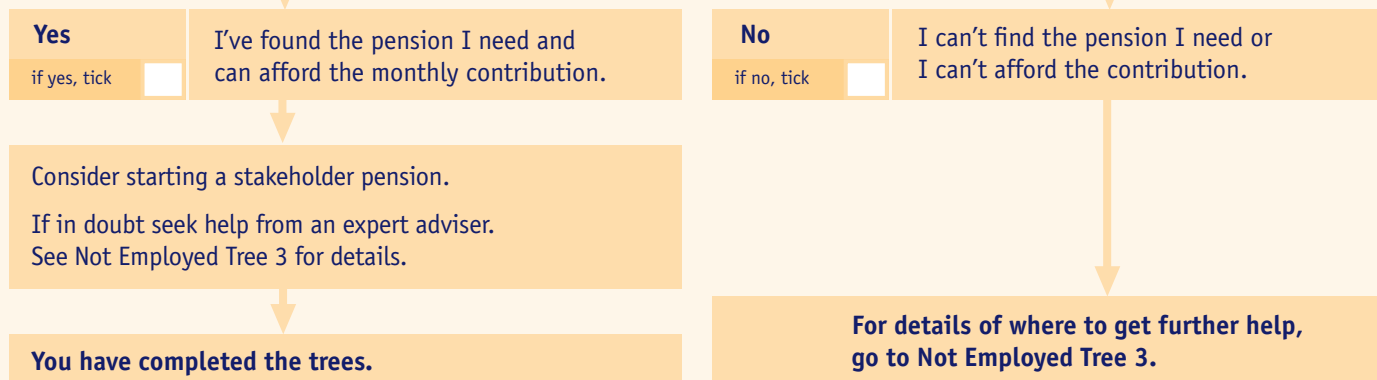 Yes
if yes, tick
I've found the pension I need and
can afford the monthly contribution.
Consider starting a stakeholder pension.
If in doubt seek help from an expert adviser.
See Not Employed Tree 3 for details.
You have completed the trees.
No
if no, tick
I can't find the pension I need or
I can't afford the contribution.
For details of where to get further help,
go to Not Employed Tree 3.